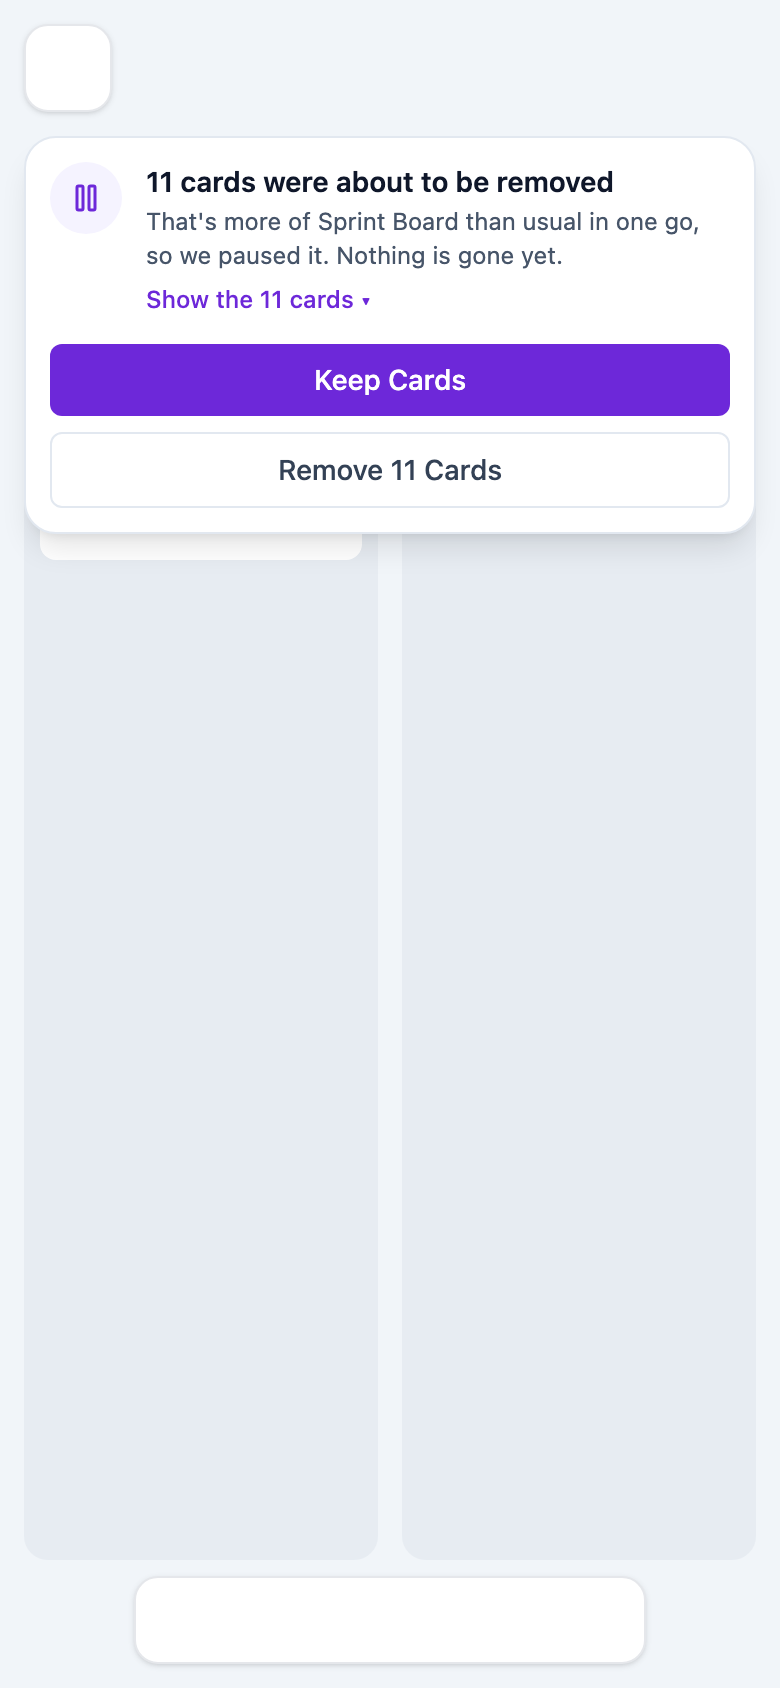 11 cards were about to be removed
That's more of Sprint Board than usual in one go,
so we paused it. Nothing is gone yet.
Show the 11 cards ▾
Keep Cards
Remove 11 Cards